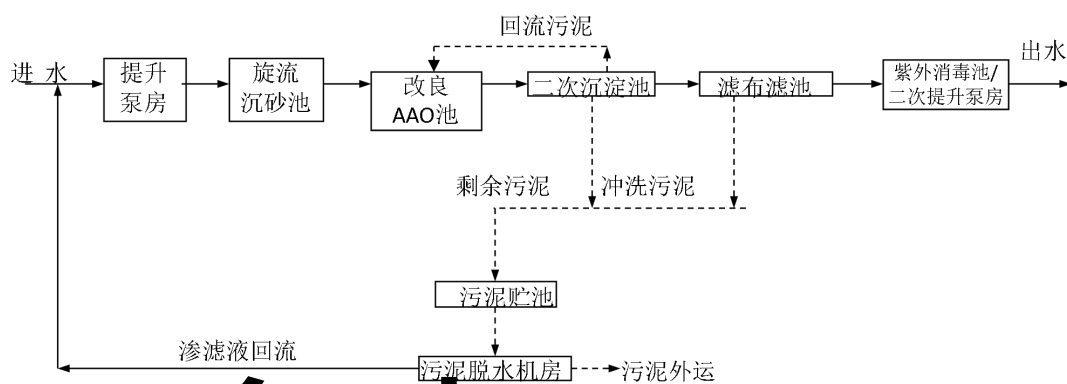 回流污泥
进 水
提升
泵房
旋流
沉砂池
改良
AAO池
二次沉淀池
滤布滤池
紫外消毒池/
二次提升泵房
出水
剩余污泥
冲洗污泥
污泥贮池
渗滤液回流
污泥脱水机房
污泥外运